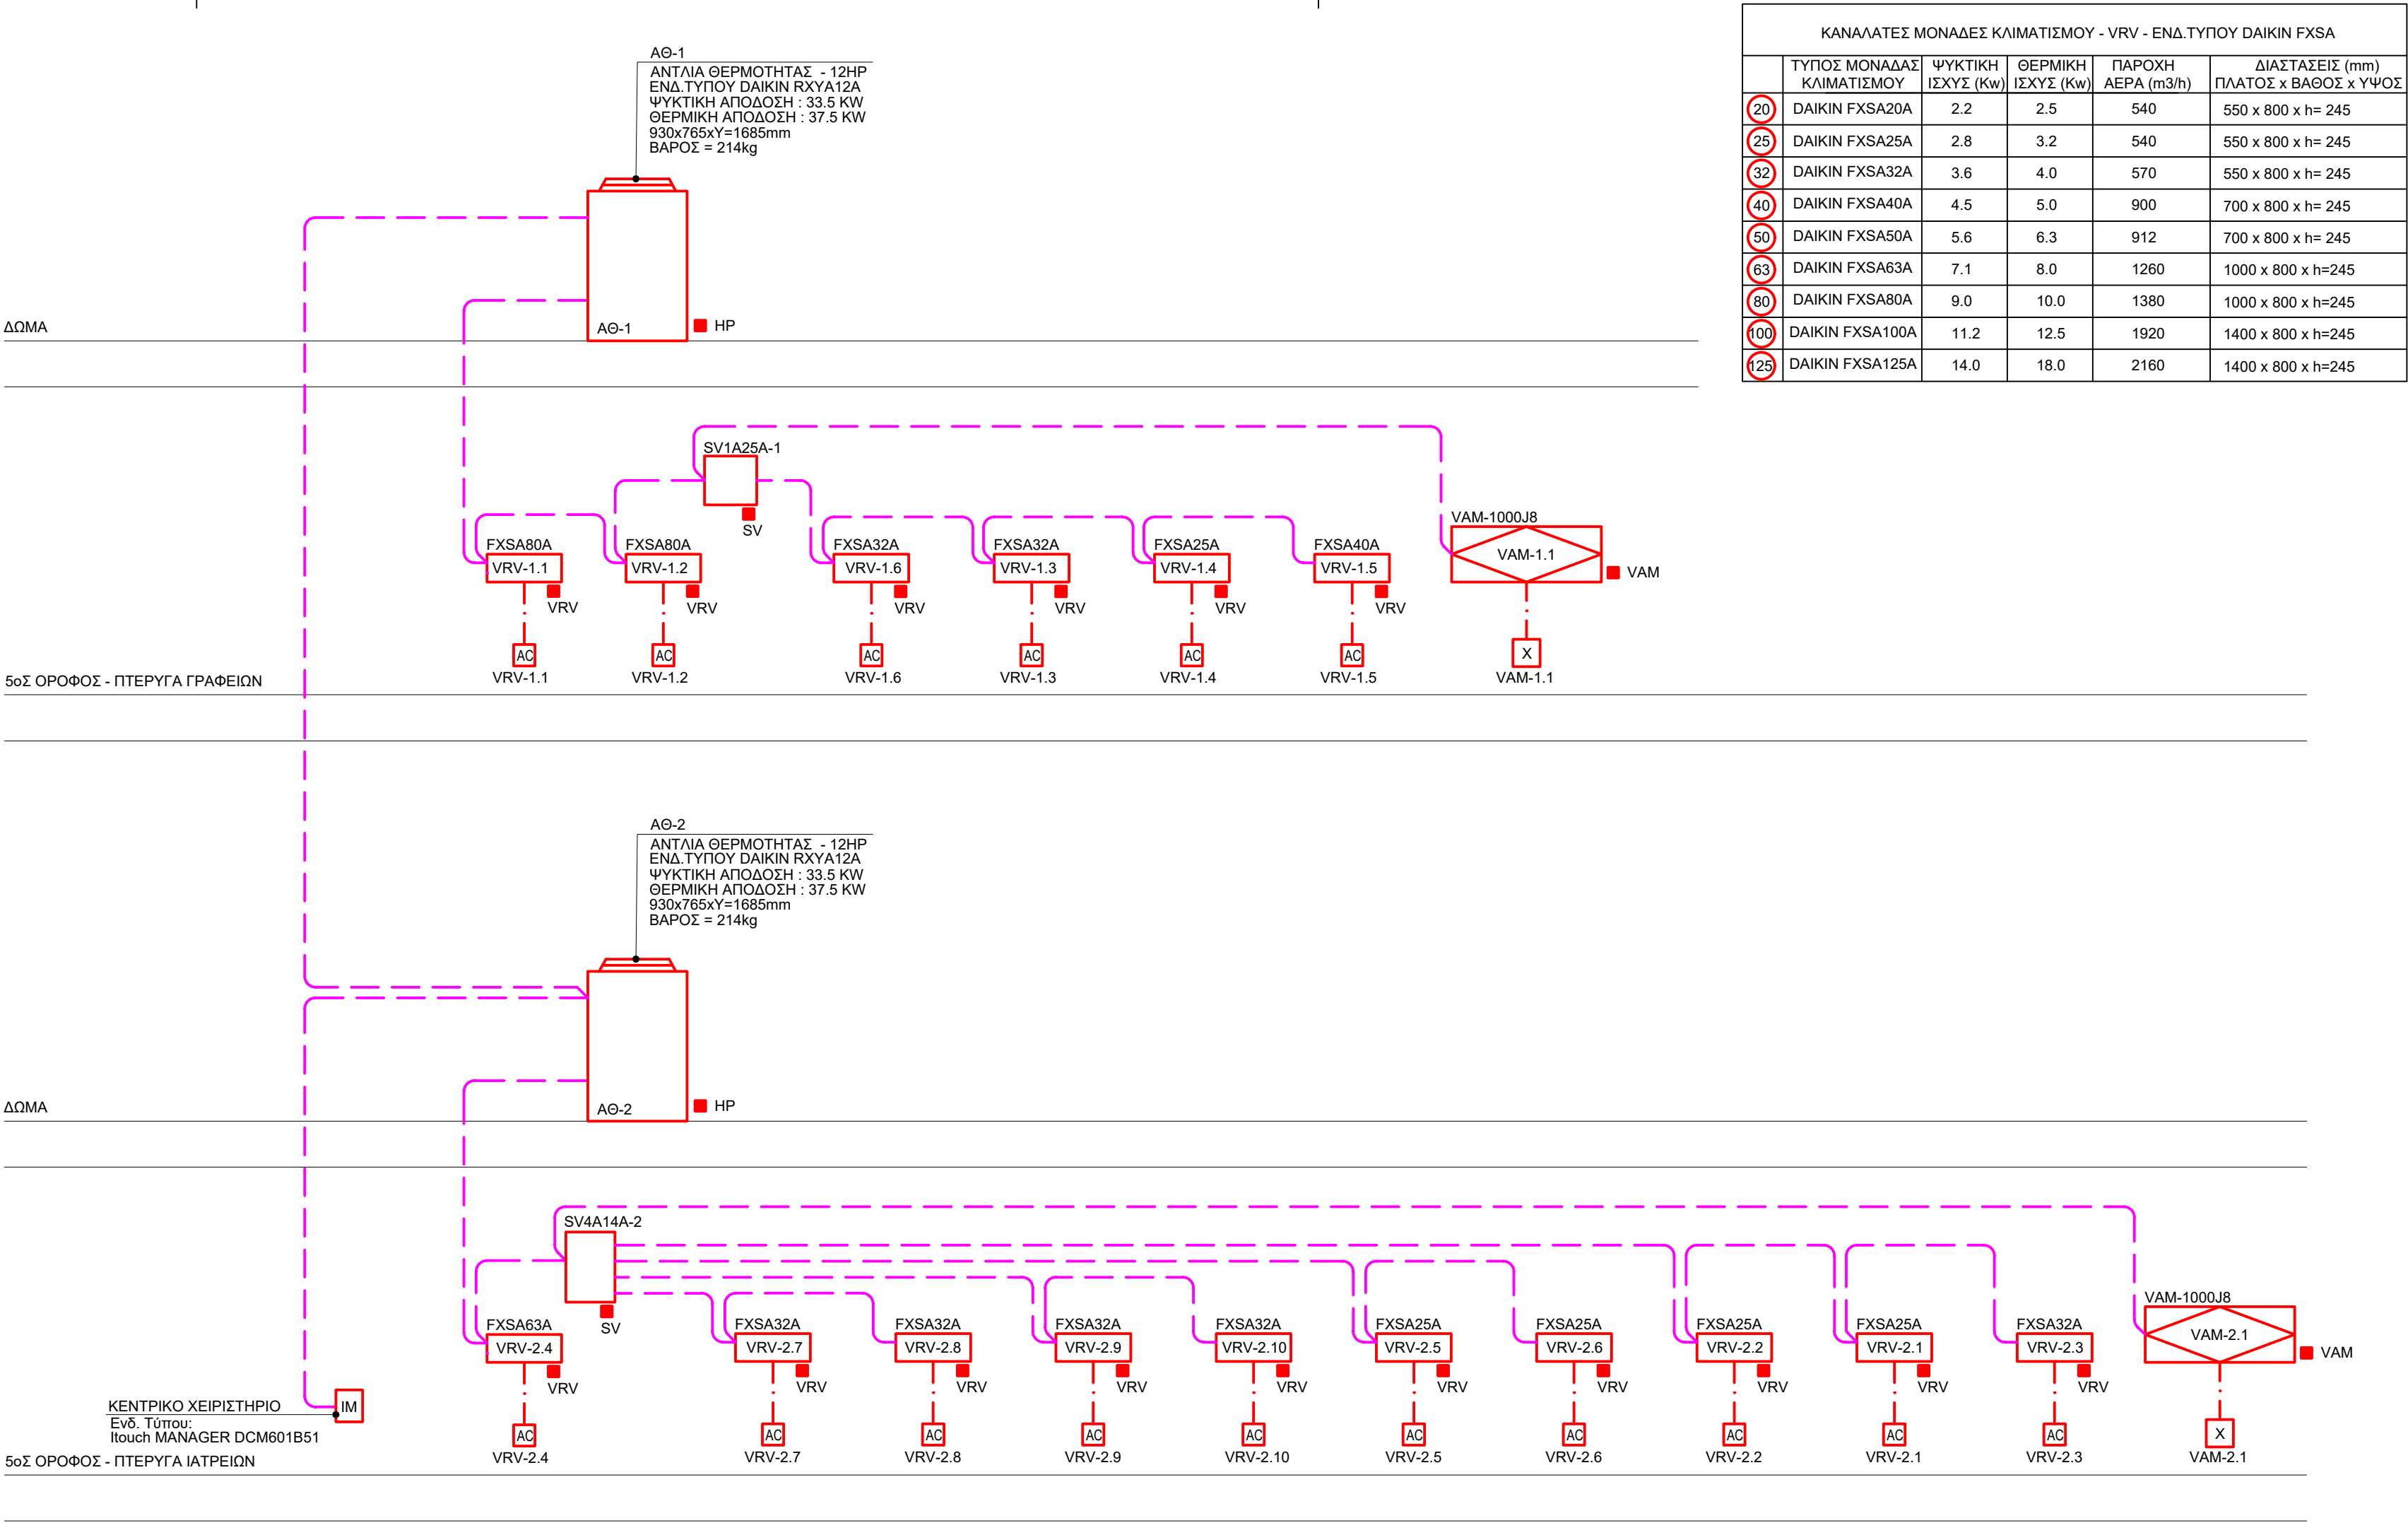 ΑΘ-1
ΑΝΤΛΙΑ ΘΕΡΜΟΤΗΤΑΣ - 12HP
ΕΝΔ.ΤΥΠΟΥ DAIKIN RXYA12A
ΨΥΚΤΙΚΗ ΑΠΟΔΟΣΗ : 33.5 KW
ΘΕΡΜΙΚΗ ΑΠΟΔΟΣΗ : 37.5 KW
930x765xY=1685mm
ΒΑΡΟΣ = 214kg
ΚΑΝΑΛΑΤΕΣ ΜΟΝΑΔΕΣ ΚΛΙΜΑΤΙΣΜΟΥ - VRV - ΕΝΔ.ΤΥΠΟΥ DAIKIN FXSA
ΤΥΠΟΣ ΜΟΝΑΔΑΣ ΨΥΚΤΙΚΗ ΘΕΡΜΙΚΗ ΠΑΡΟΧΗ ΔΙΑΣΤΑΣΕΙΣ (mm)
ΚΛΙΜΑΤΙΣΜΟΥ ΙΣΧΥΣ (Kw) ΙΣΧΥΣ (Kw) ΑΕΡΑ (m3/h) ΠΛΑΤΟΣ x ΒΑΘΟΣ x ΥΨΟΣ
20 DAIKIN FXSA20A 2.2 2.5 540 550 x 800 x h= 245
25 DAIKIN FXSA25A 2.8 3.2 540 550 x 800 x h= 245
32 DAIKIN FXSA32A 3.6 4.0 570 550 x 800 x h= 245
40 DAIKIN FXSA40A 4.5 5.0 900 700 x 800 x h= 245
50 DAIKIN FXSA50A 5.6 6.3 912 700 x 800 x h= 245
63 DAIKIN FXSA63A 7.1 8.0 1260 1000 x 800 x h=245
80 DAIKIN FXSA80A 9.0 10.0 1380 1000 x 800 x h=245
100 DAIKIN FXSA100A 11.2 12.5 1920 1400 x 800 x h=245
125 DAIKIN FXSA125A 14.0 18.0 2160 1400 x 800 x h=245
ΔΩΜΑ ΑΘ-1 HP
SV1A25A-1
SV
FXSA80A FXSA80A FXSA32A FXSA32A FXSA25A FXSA40A VAM-1000J8
VRV-1.1 VRV-1.2 VRV-1.6 VRV-1.3 VRV-1.4 VRV-1.5 VAM-1.1
VRV VRV VRV VRV VRV VRV VAM
AC AC AC AC AC AC X
VRV-1.1 VRV-1.2 VRV-1.6 VRV-1.3 VRV-1.4 VRV-1.5 VAM-1.1
5οΣ ΟΡΟΦΟΣ - ΠΤΕΡΥΓΑ ΓΡΑΦΕΙΩΝ
ΑΘ-2
ΑΝΤΛΙΑ ΘΕΡΜΟΤΗΤΑΣ - 12HP
ΕΝΔ.ΤΥΠΟΥ DAIKIN RXYA12A
ΨΥΚΤΙΚΗ ΑΠΟΔΟΣΗ : 33.5 KW
ΘΕΡΜΙΚΗ ΑΠΟΔΟΣΗ : 37.5 KW
930x765xY=1685mm
ΒΑΡΟΣ = 214kg
ΔΩΜΑ ΑΘ-2 HP
SV4A14A-2
SV
FXSA63A FXSA32A FXSA32A FXSA32A FXSA32A FXSA25A FXSA25A FXSA25A FXSA25A FXSA32A VAM-1000J8
VRV-2.4 VRV-2.7 VRV-2.8 VRV-2.9 VRV-2.10 VRV-2.5 VRV-2.6 VRV-2.2 VRV-2.1 VRV-2.3 VAM-2.1
VRV VRV VRV VRV VRV VRV VRV VRV VRV VRV VAM
ΚΕΝΤΡΙΚΟ ΧΕΙΡΙΣΤΗΡΙΟ IM
Ενδ. Τύπου:
Itouch MANAGER DCM601B51
AC AC AC AC AC AC AC AC AC AC X
VRV-2.4 VRV-2.7 VRV-2.8 VRV-2.9 VRV-2.10 VRV-2.5 VRV-2.6 VRV-2.2 VRV-2.1 VRV-2.3 VAM-2.1
5οΣ ΟΡΟΦΟΣ - ΠΤΕΡΥΓΑ ΙΑΤΡΕΙΩΝ